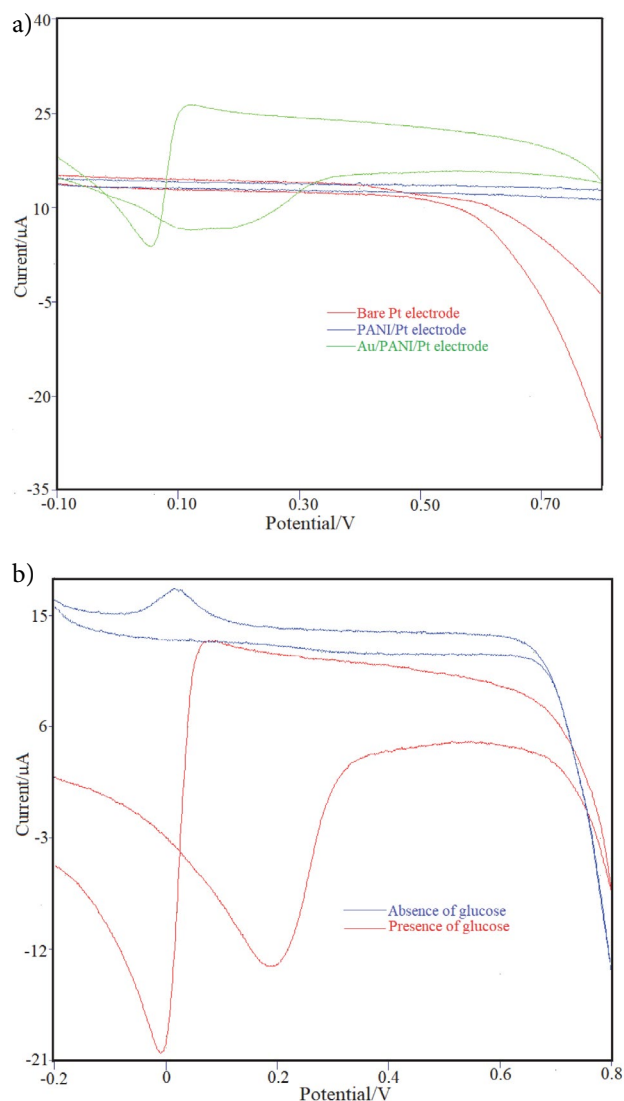 a)
40
25
10
-5
-20
-35
Current/µA
Bare Pt electrode
PANI/Pt electrode
Au/PANI/Pt electrode
-0.10 0.10 0.30 0.50 0.70
Potential/V
b)
15
6
-3
-12
-21
Current/µA
Absence of glucose
Presence of glucose
-0.2 0 0.2 0.4 0.6 0.8
Potential/V